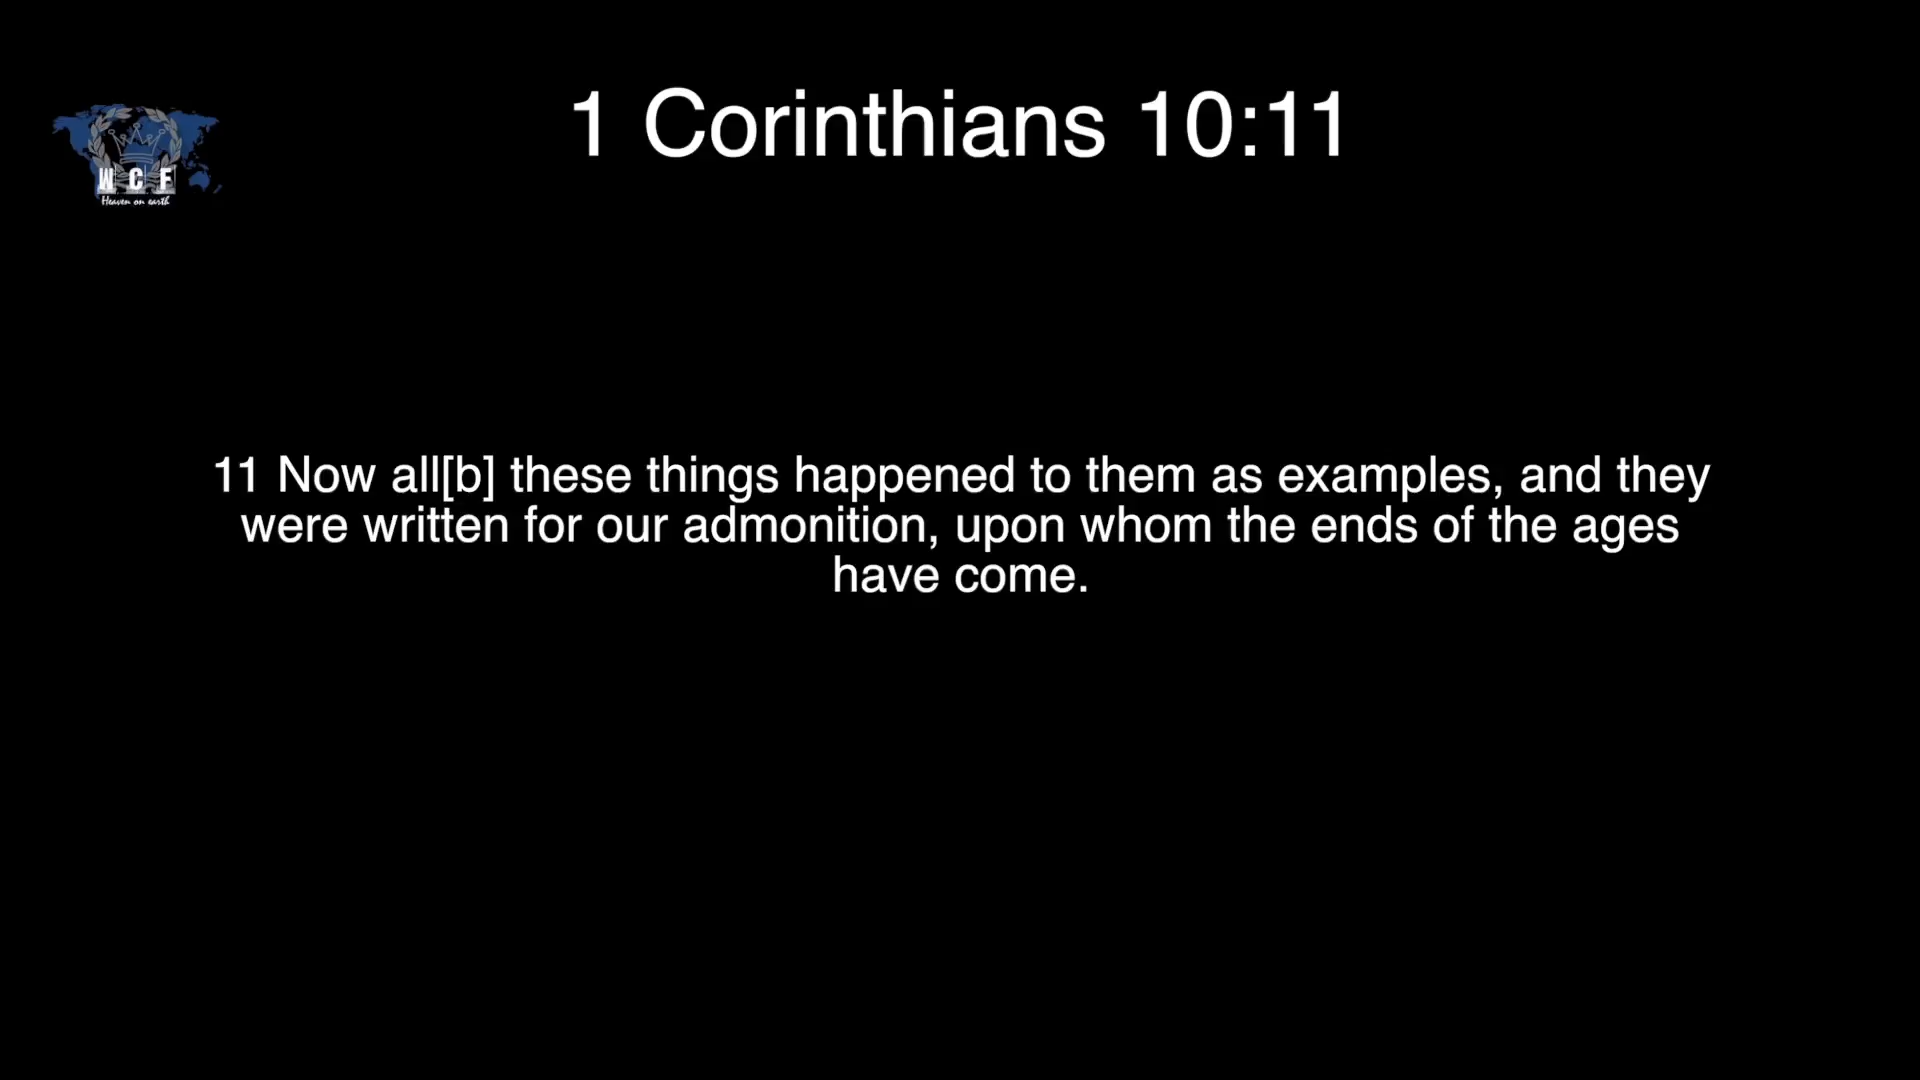 1 Corinthians 10:11
WCF
Heaven on earth
11 Now all[b] these things happened to them as examples, and they
were written for our admonition, upon whom the ends of the ages
have come.